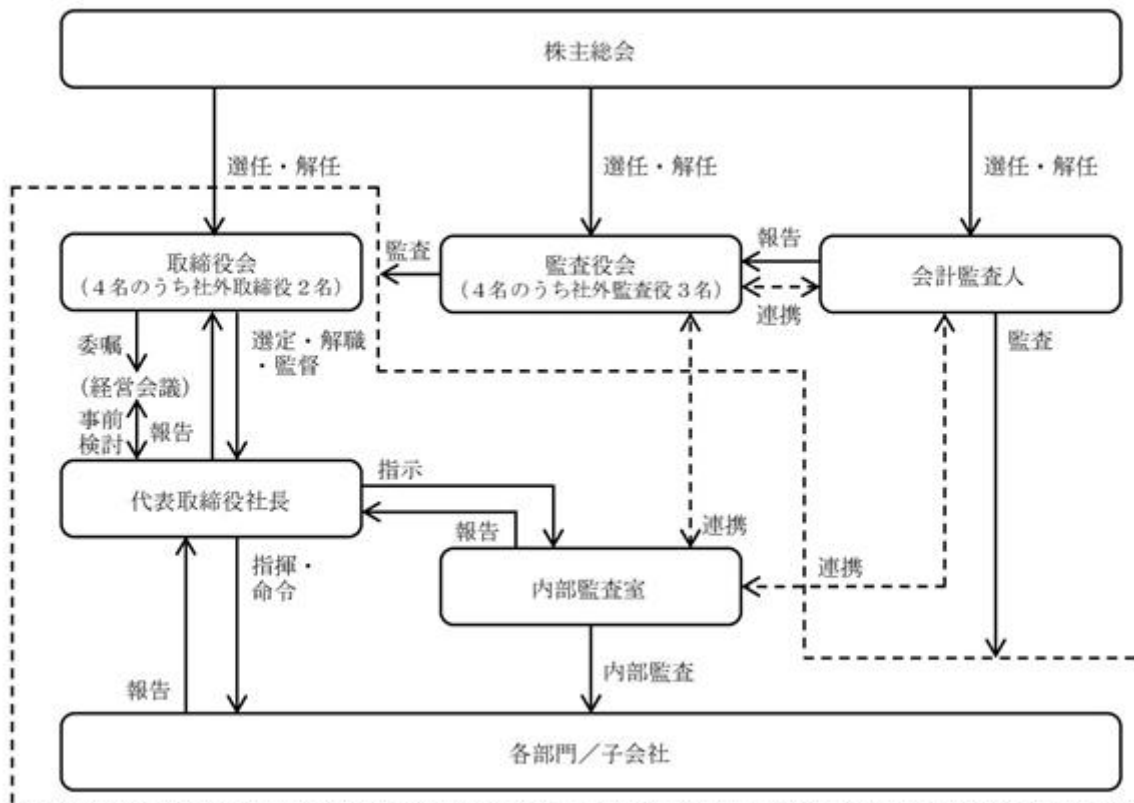 株主総会
選任・解任
選任・解任
選任・解任
取締役会
(4名のうち社外取締役2名)
監査
監査役会
(4名のうち社外監査役3名)
報告
連携
会計監査人
委嘱
(経営会議)
事前
検討
報告
選定・解職
・監督
監査
代表取締役社長
指示
報告
連携
連携
内部監査室
指揮・
命令
報告
内部監査
各部門/子会社